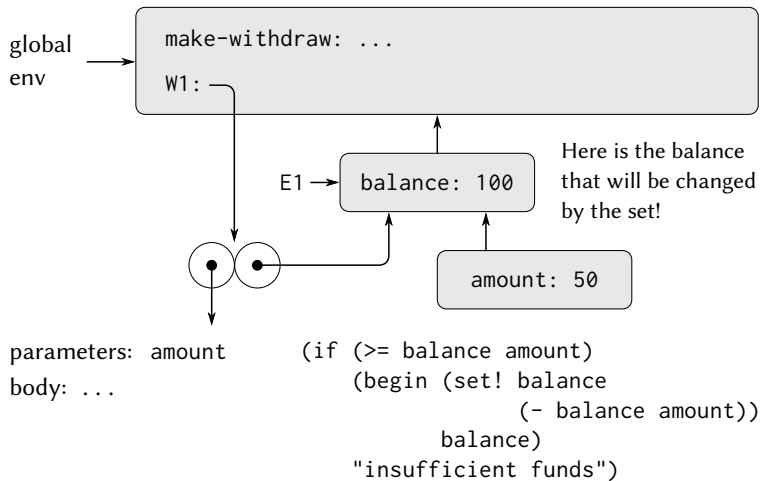 global
env
make-withdraw: ...
W1:
E1
balance: 100
Here is the balance
that will be changed
by the set!
amount: 50
parameters: amount
body: ...
(if (>= balance amount)
    (begin (set! balance
                 (- balance amount))
           balance)
    "insufficient funds")